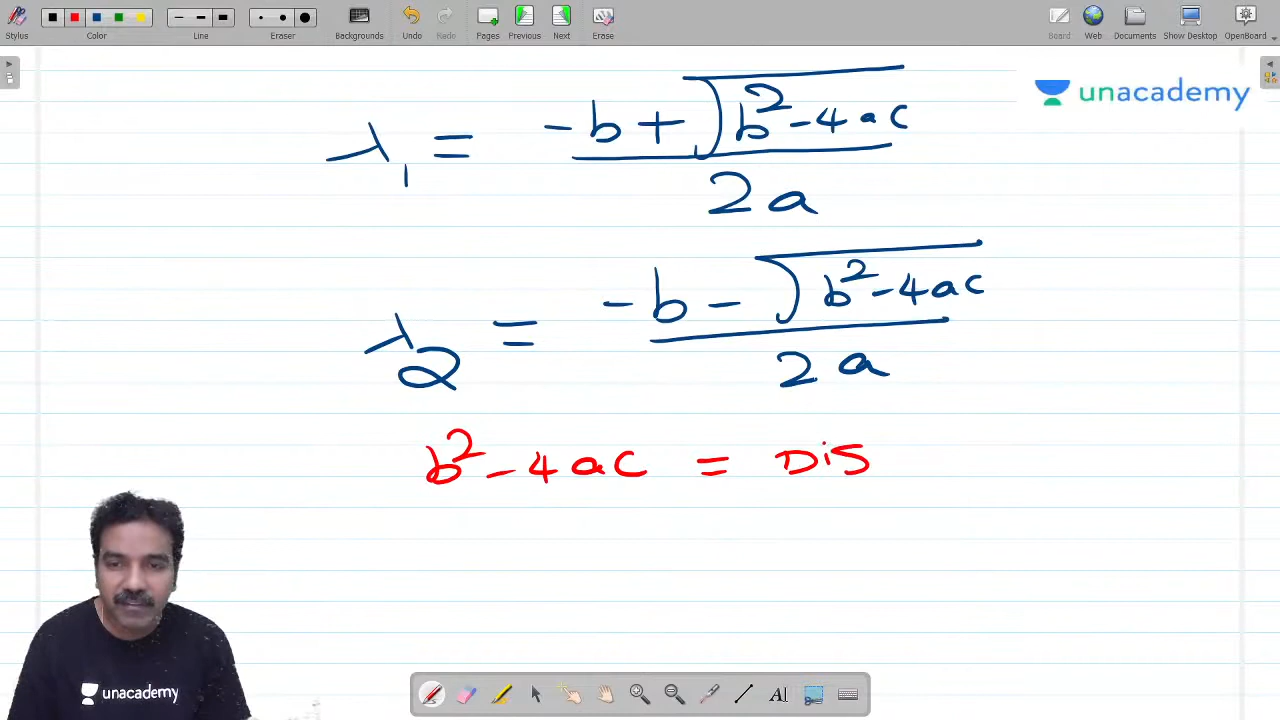 Stylus Color Line Eraser Backgrounds Undo Redo Pages Previous Next Erase Board Web Documents Show Desktop OpenBoard
unacademy
λ₁ = (-b + √(b² - 4ac)) / 2a
λ₂ = (-b - √(b² - 4ac)) / 2a
b² - 4ac = DiS
unacademy